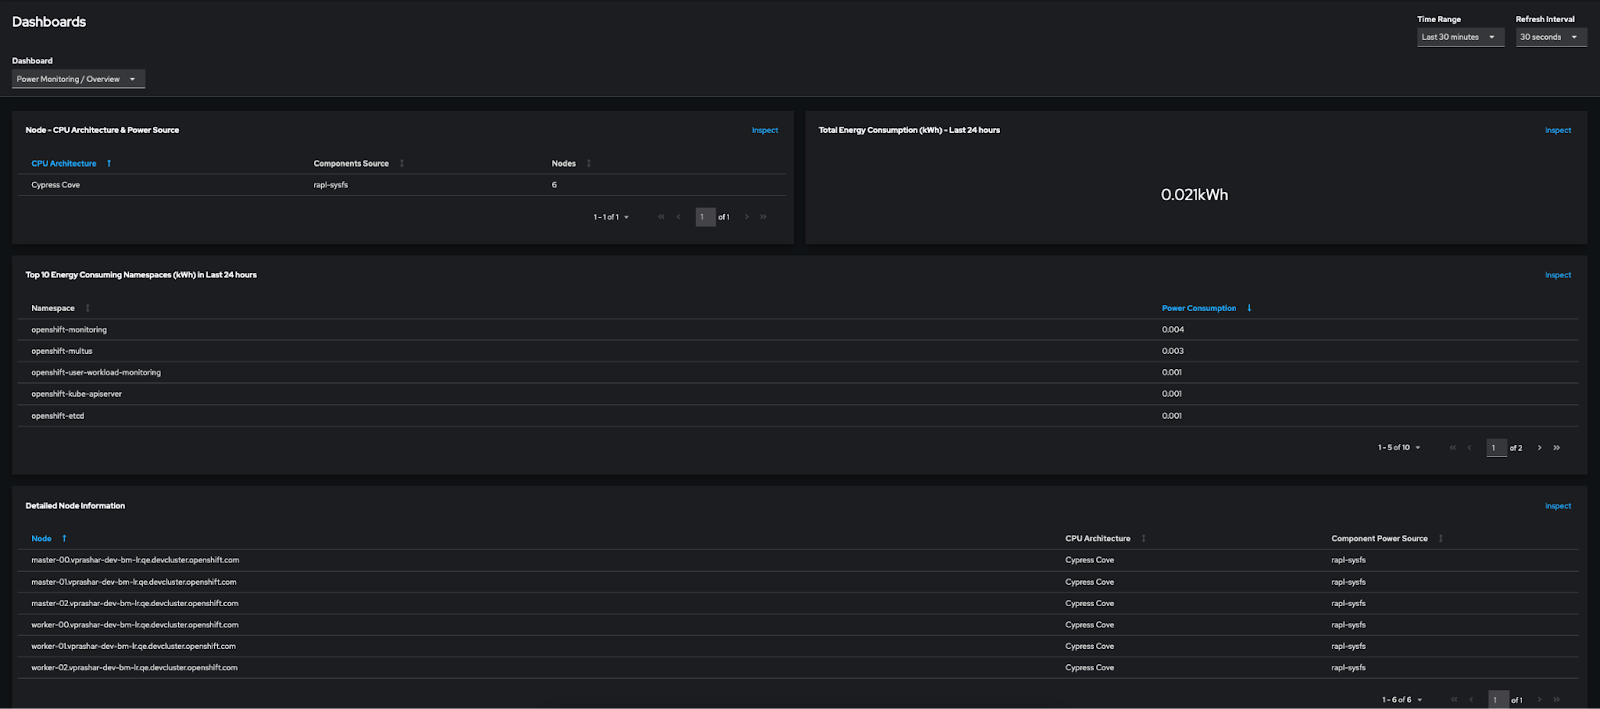 Dashboards
Time Range Refresh Interval
Last 30 minutes 30 seconds
Dashboard
Power Monitoring / Overview
Node - CPU Architecture & Power Source Inspect
CPU Architecture Components Source Nodes
Cypress Cove rapl-sysfs 6
1 - 1 of 1 1 of 1
Total Energy Consumption (kWh) - Last 24 hours Inspect
0.021kWh
Top 10 Energy Consuming Namespaces (kWh) in Last 24 hours Inspect
Namespace Power Consumption
openshift-monitoring 0.004
openshift-multus 0.003
openshift-user-workload-monitoring 0.001
openshift-kube-apiserver 0.001
openshift-etcd 0.001
1 - 5 of 10 1 of 2
Detailed Node Information Inspect
Node CPU Architecture Component Power Source
master-00.vprashar-dev-bm-lr.qe.devcluster.openshift.com Cypress Cove rapl-sysfs
master-01.vprashar-dev-bm-lr.qe.devcluster.openshift.com Cypress Cove rapl-sysfs
master-02.vprashar-dev-bm-lr.qe.devcluster.openshift.com Cypress Cove rapl-sysfs
worker-00.vprashar-dev-bm-lr.qe.devcluster.openshift.com Cypress Cove rapl-sysfs
worker-01.vprashar-dev-bm-lr.qe.devcluster.openshift.com Cypress Cove rapl-sysfs
worker-02.vprashar-dev-bm-lr.qe.devcluster.openshift.com Cypress Cove rapl-sysfs
1 - 6 of 6 1 of 1